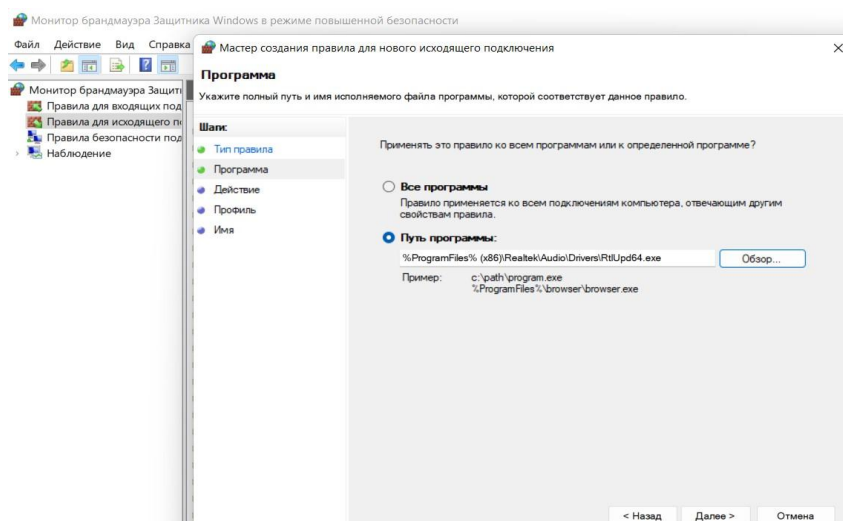 Монитор брандмауэра Защитника Windows в режиме повышенной безопасности
Файл Действие Вид Справка
Мастер создания правила для нового исходящего подключения
Программа
Укажите полный путь и имя исполняемого файла программы, которой соответствует данное правило.
Монитор брандмауэра Защит
Правила для входящих под
Правила для исходящего п
Правила безопасности под
Наблюдение
Шаги:
Тип правила
Программа
Действие
Профиль
Имя
Применять это правило ко всем программам или к определенной программе?
Все программы
Правило применяется ко всем подключениям компьютера, отвечающим другим
свойствам правила.
Путь программы:
%ProgramFiles% (x86)\Realtek\Audio\Drivers\RtlUpd64.exe
Обзор...
Пример: c:\path\program.exe
%ProgramFiles%\browser\browser.exe
< Назад Далее > Отмена